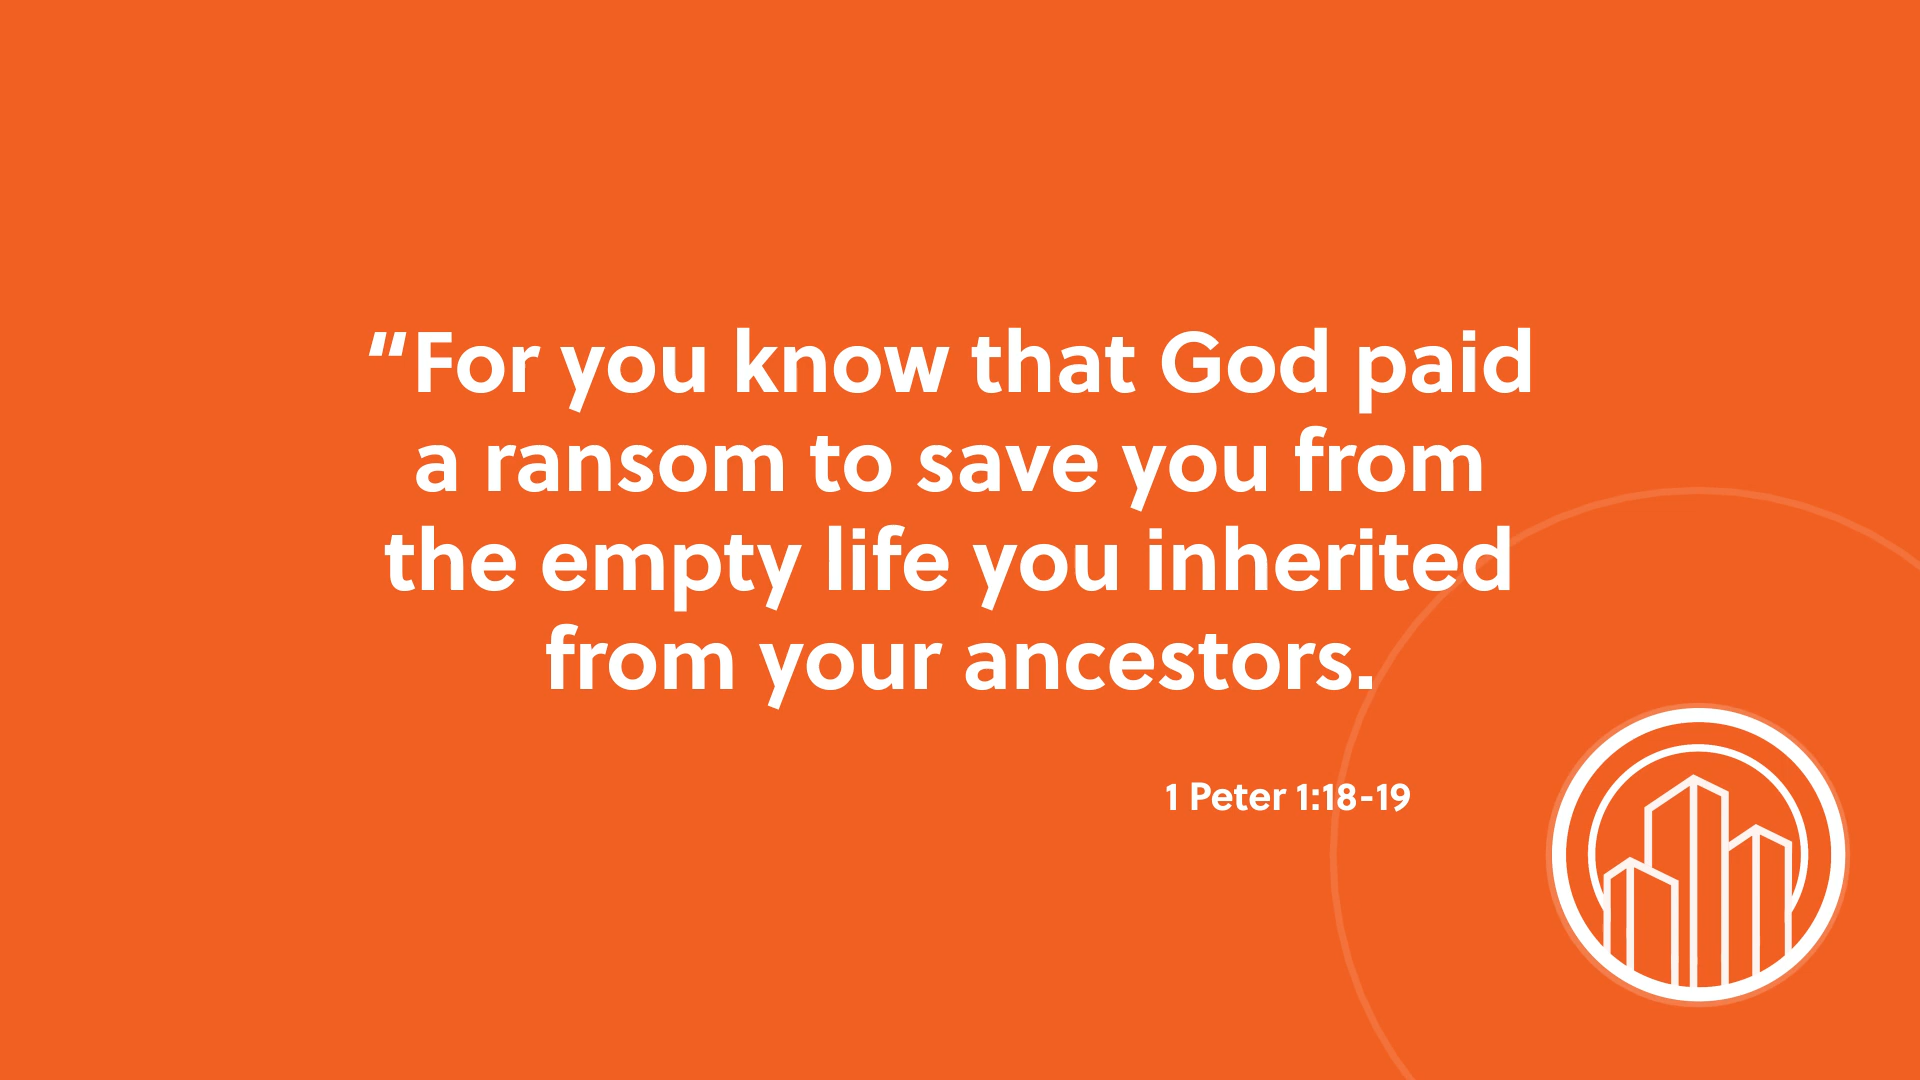 “For you know that God paid
a ransom to save you from
the empty life you inherited
from your ancestors.
1 Peter 1:18-19